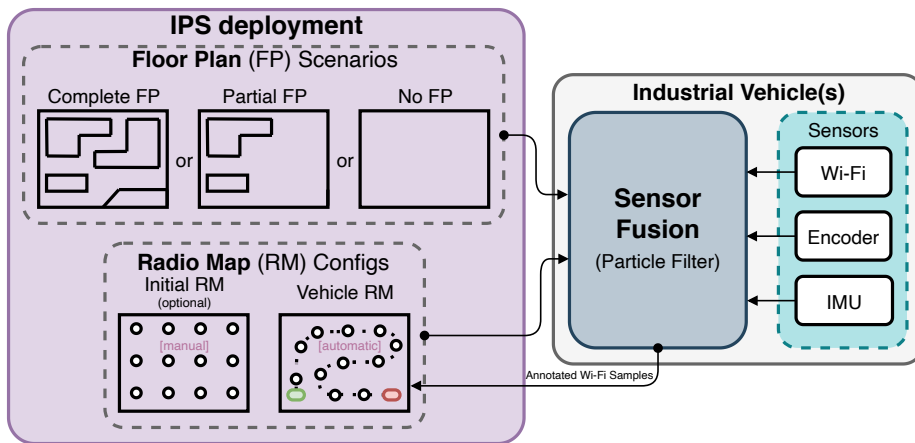 IPS deployment
Floor Plan (FP) Scenarios
Complete FP
Partial FP
No FP
or
or
Radio Map (RM) Configs
Initial RM
(optional)
[manual]
Vehicle RM
[automatic]
Industrial Vehicle(s)
Sensor
Fusion
(Particle Filter)
Sensors
Wi-Fi
Encoder
IMU
Annotated Wi-Fi Samples